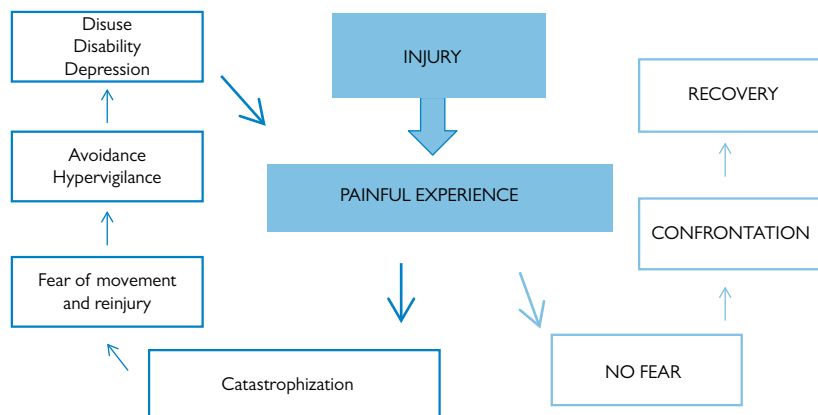 Disuse
Disability
Depression
INJURY
RECOVERY
Avoidance
Hypervigilance
PAINFUL EXPERIENCE
CONFRONTATION
Fear of movement
and reinjury
NO FEAR
Catastrophization